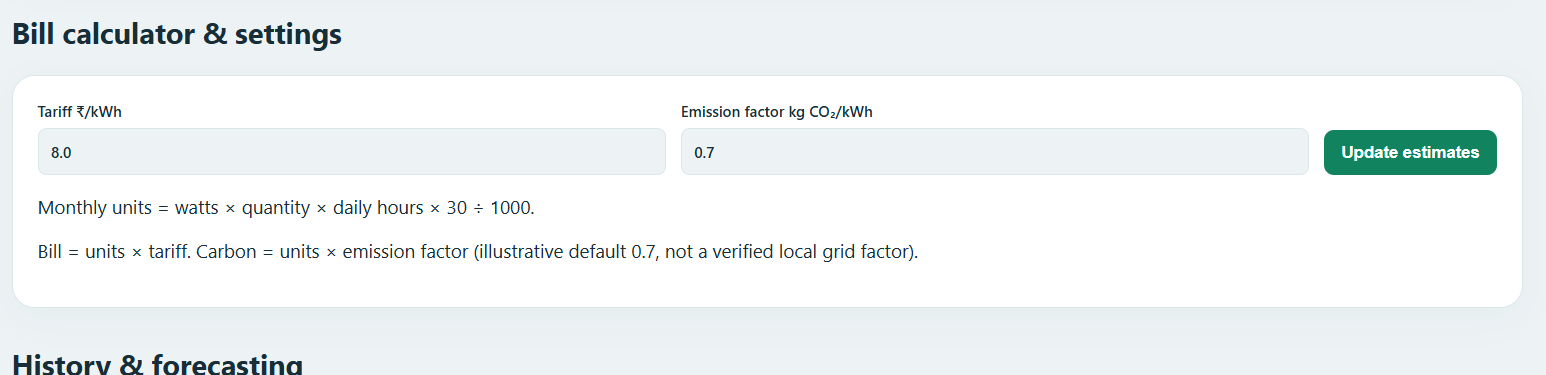 Bill calculator & settings
Tariff ₹/kWh
Emission factor kg CO₂/kWh
8.0
0.7
Update estimates
Monthly units = watts × quantity × daily hours × 30 ÷ 1000.
Bill = units × tariff. Carbon = units × emission factor (illustrative default 0.7, not a verified local grid factor).
History & forecasting